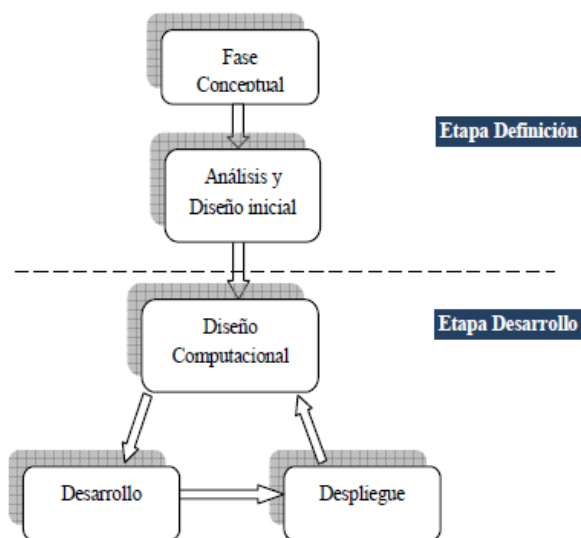 Fase
Conceptual
Etapa Definición
Análisis y
Diseño inicial
Diseño
Computacional
Etapa Desarrollo
Desarrollo
Despliegue